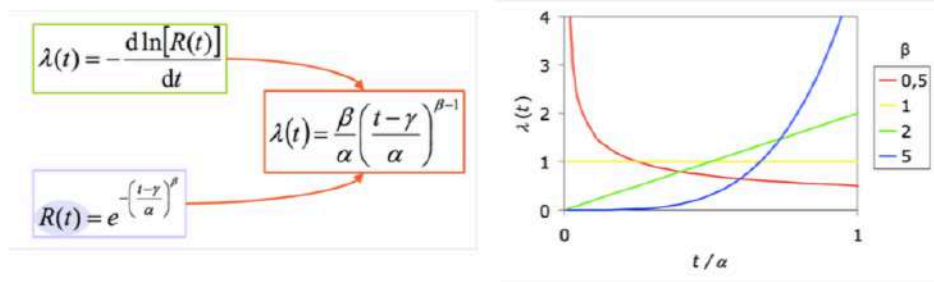 λ(t) = − d ln[R(t)] / dt
λ(t) = β/α ((t−γ)/α)^(β−1)
R(t) = e^(−((t−γ)/α)^β)
4
3
2
1
0
λ(t)
0
1
t / α
β
0,5
1
2
5